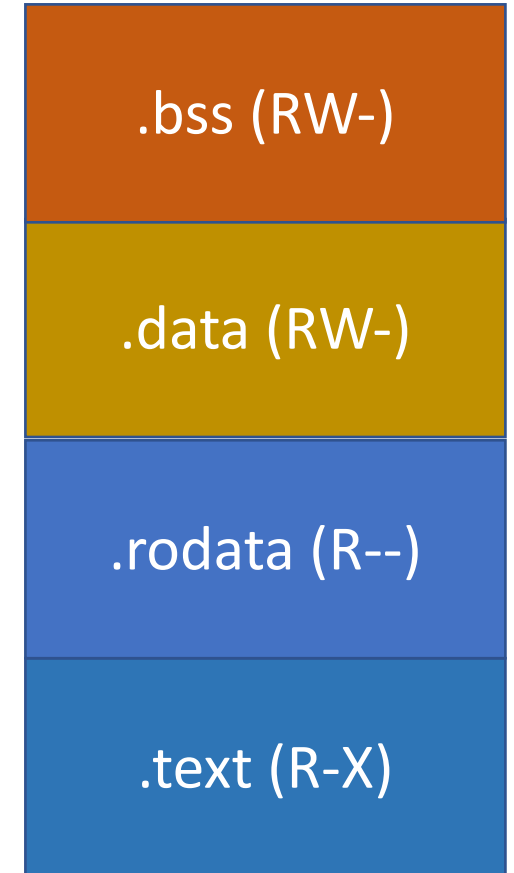 .bss (RW-)
.data (RW-)
.rodata (R--)
.text (R-X)